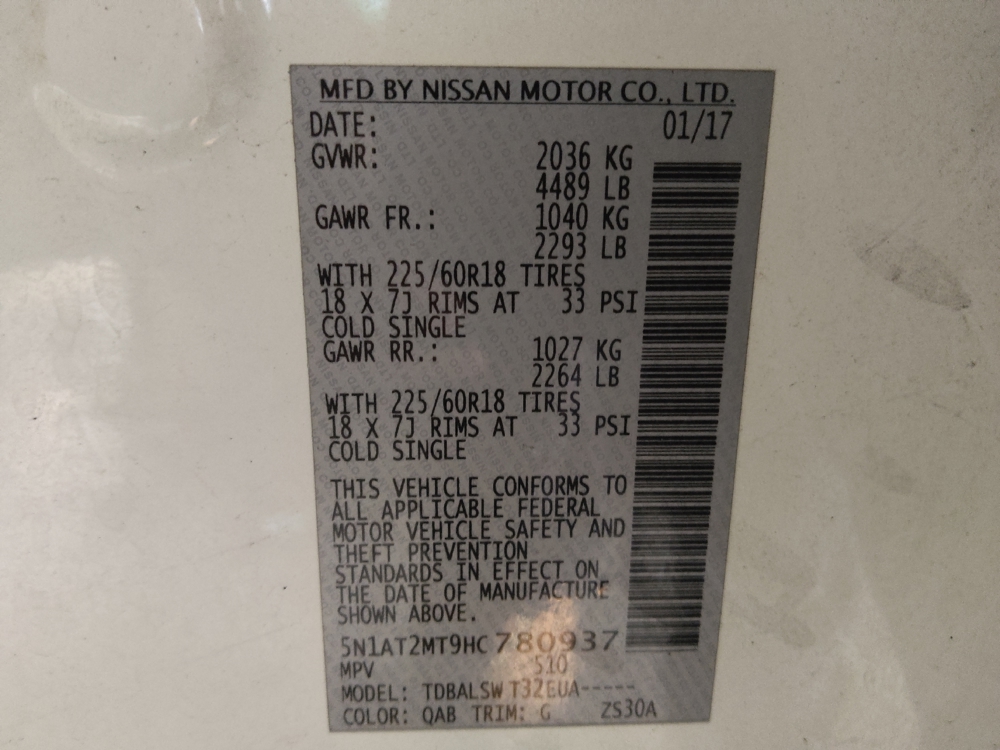 MFD BY NISSAN MOTOR CO., LTD.
DATE: 01/17
GVWR: 2036 KG
4489 LB
GAWR FR.: 1040 KG
2293 LB
WITH 225/60R18 TIRES
18 X 7J RIMS AT 33 PSI
COLD SINGLE
GAWR RR.: 1027 KG
2264 LB
WITH 225/60R18 TIRES
18 X 7J RIMS AT 33 PSI
COLD SINGLE
THIS VEHICLE CONFORMS TO
ALL APPLICABLE FEDERAL
MOTOR VEHICLE SAFETY AND
THEFT PREVENTION
STANDARDS IN EFFECT ON
THE DATE OF MANUFACTURE
SHOWN ABOVE.
5N1AT2MT9HC780937
MPV 510
MODEL: TDBALSW T32EUA-----
COLOR: QAB TRIM: G ZS30A